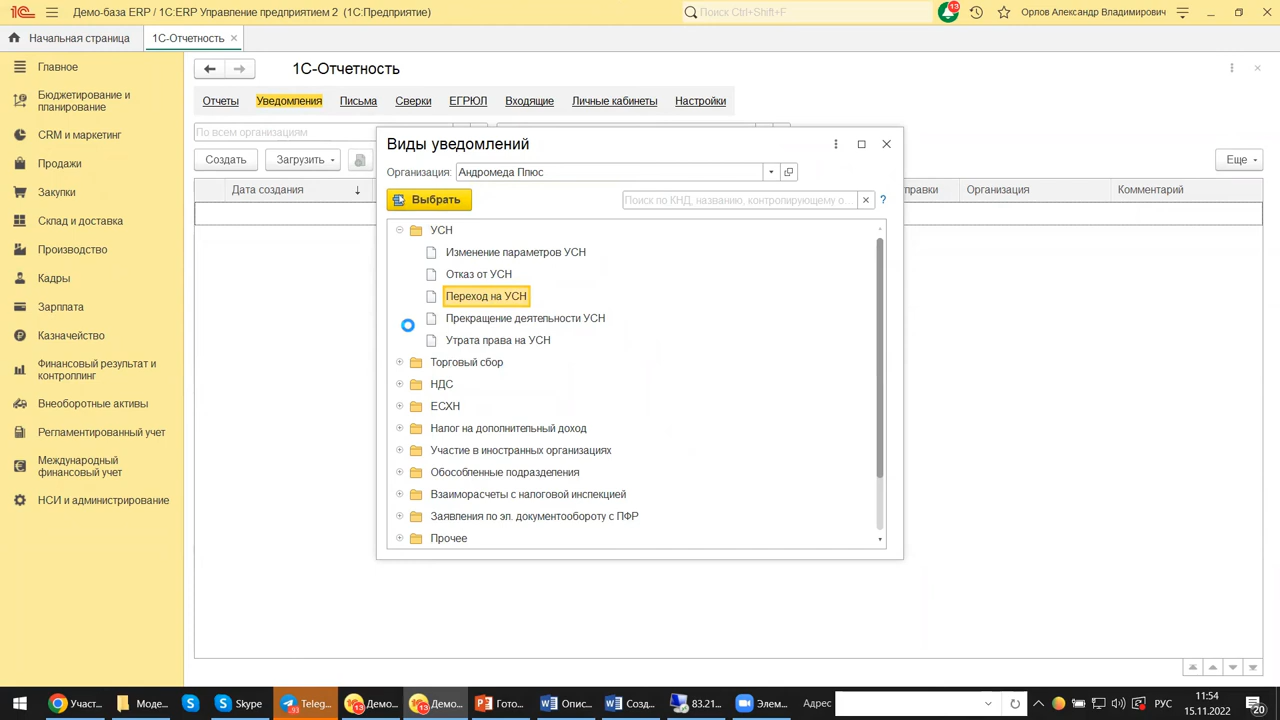 Демо-база ERP / 1С:ERP Управление предприятием 2 (1С:Предприятие)
Поиск Ctrl+Shift+F
13
Орлов Александр Владимирович
Начальная страница
1С-Отчетность
Главное
Бюджетирование и
планирование
CRM и маркетинг
Продажи
Закупки
Склад и доставка
Производство
Кадры
Зарплата
Казначейство
Финансовый результат и
контроллинг
Внеоборотные активы
Регламентированный учет
Международный
финансовый учет
НСИ и администрирование
1С-Отчетность
Отчеты Уведомления Письма Сверки ЕГРЮЛ Входящие Личные кабинеты Настройки
По всем организациям
Создать Загрузить Еще
Дата создания Организация Комментарий
Виды уведомлений
Организация: Андромеда Плюс
Выбрать
Поиск по КНД, названию, контролирующему о...
?
УСН
Изменение параметров УСН
Отказ от УСН
Переход на УСН
Прекращение деятельности УСН
Утрата права на УСН
Торговый сбор
НДС
ЕСХН
Налог на дополнительный доход
Участие в иностранных организациях
Обособленные подразделения
Взаиморасчеты с налоговой инспекцией
Заявления по эл. документообороту с ПФР
Прочее
Участ... Моде... Skype Teleg... Демо... Демо... Гото... Опис... Созд... 83.21... Элем... Адрес РУС
11:54
15.11.2022
20